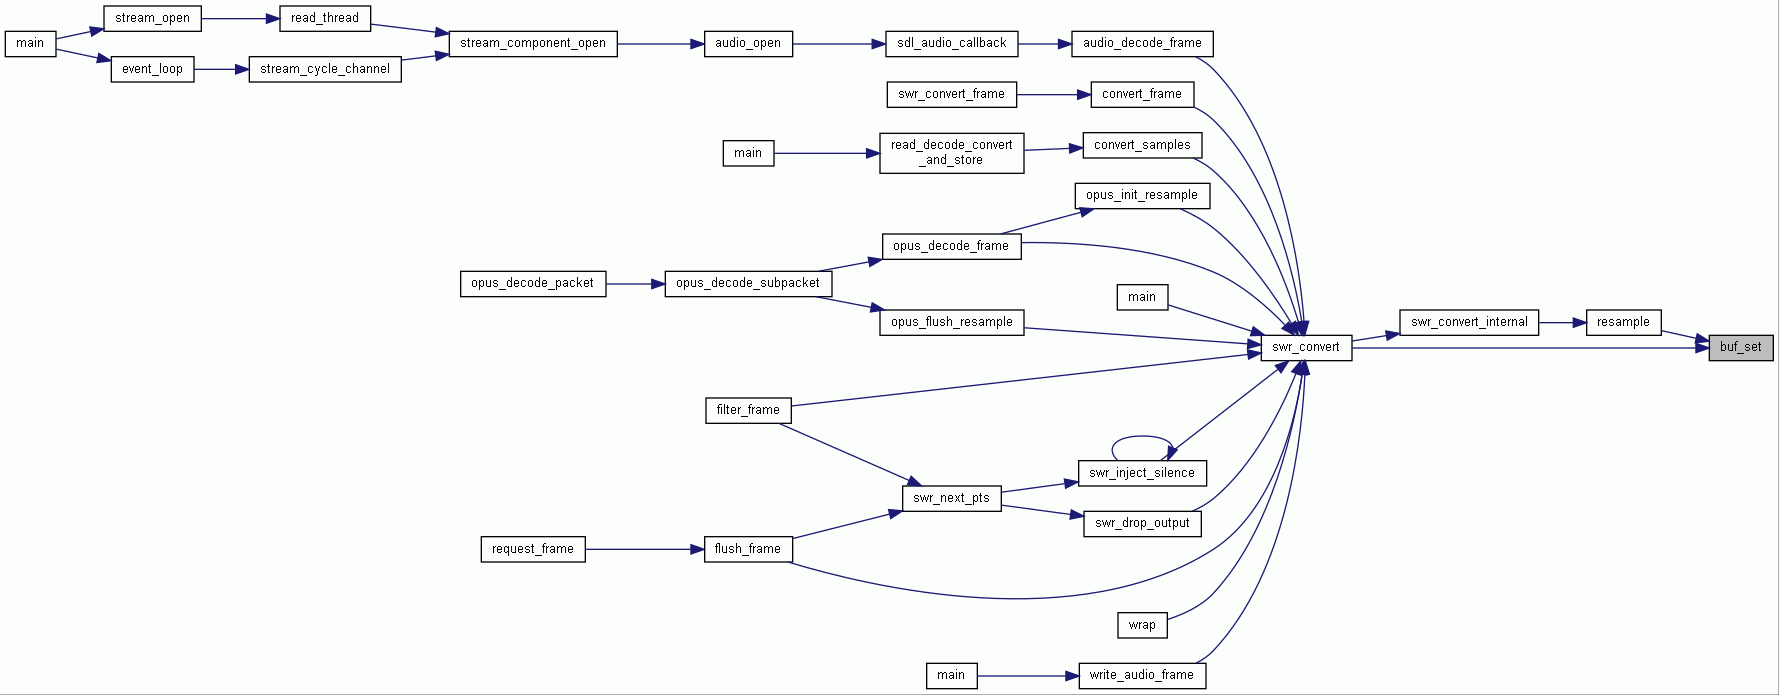 stream_open
read_thread
main
stream_component_open
audio_open
sdl_audio_callback
audio_decode_frame
event_loop
stream_cycle_channel
swr_convert_frame
convert_frame
main
read_decode_convert
_and_store
convert_samples
opus_init_resample
opus_decode_frame
opus_decode_packet
opus_decode_subpacket
main
opus_flush_resample
swr_convert
swr_convert_internal
resample
buf_set
filter_frame
swr_inject_silence
swr_next_pts
swr_drop_output
request_frame
flush_frame
wrap
main
write_audio_frame